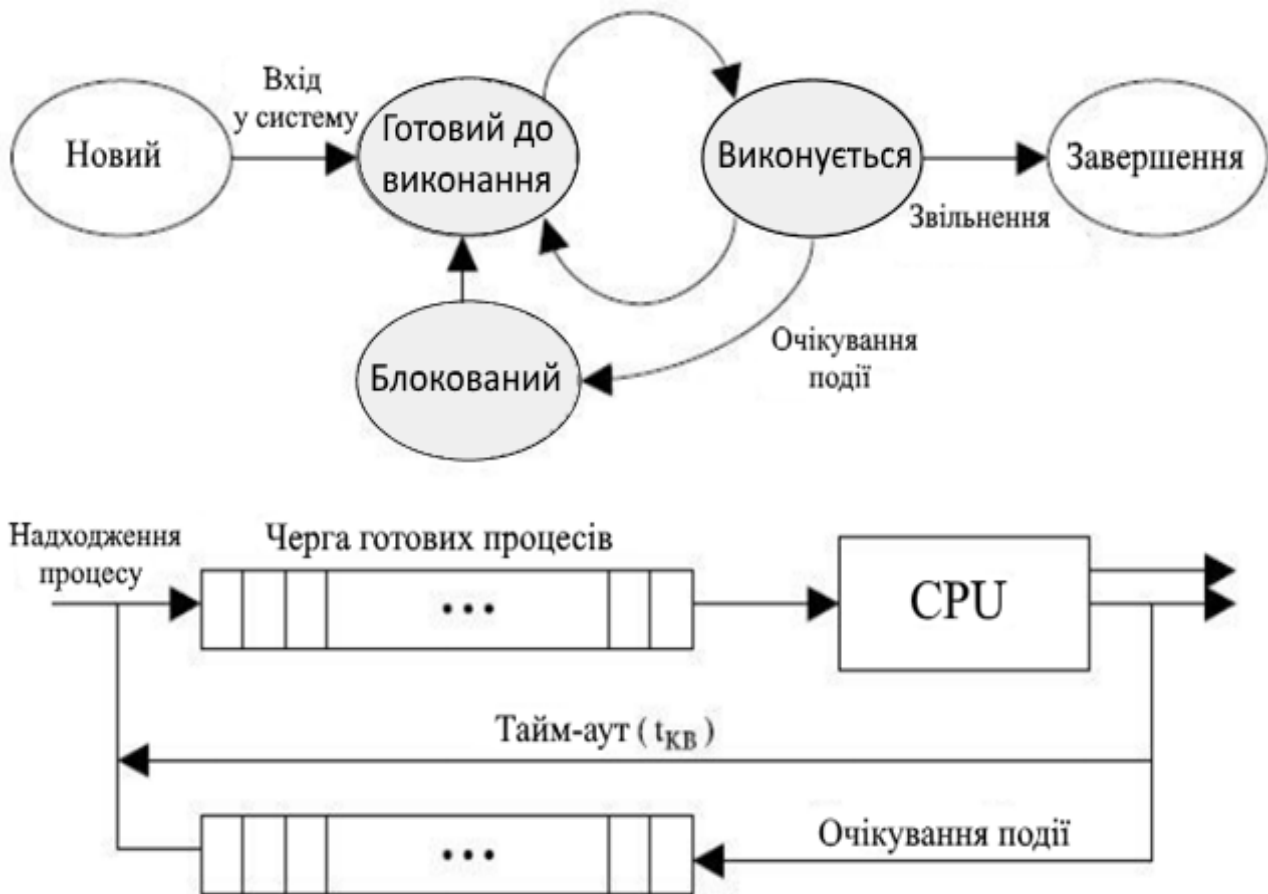 Вхід
у систему
Новий
Готовий до
виконання
Виконується
Завершення
Звільнення
Блокований
Очікування
події
Надходження
процесу
Черга готових процесів
•••
CPU
Тайм-аут ( tКВ )
•••
Очікування події